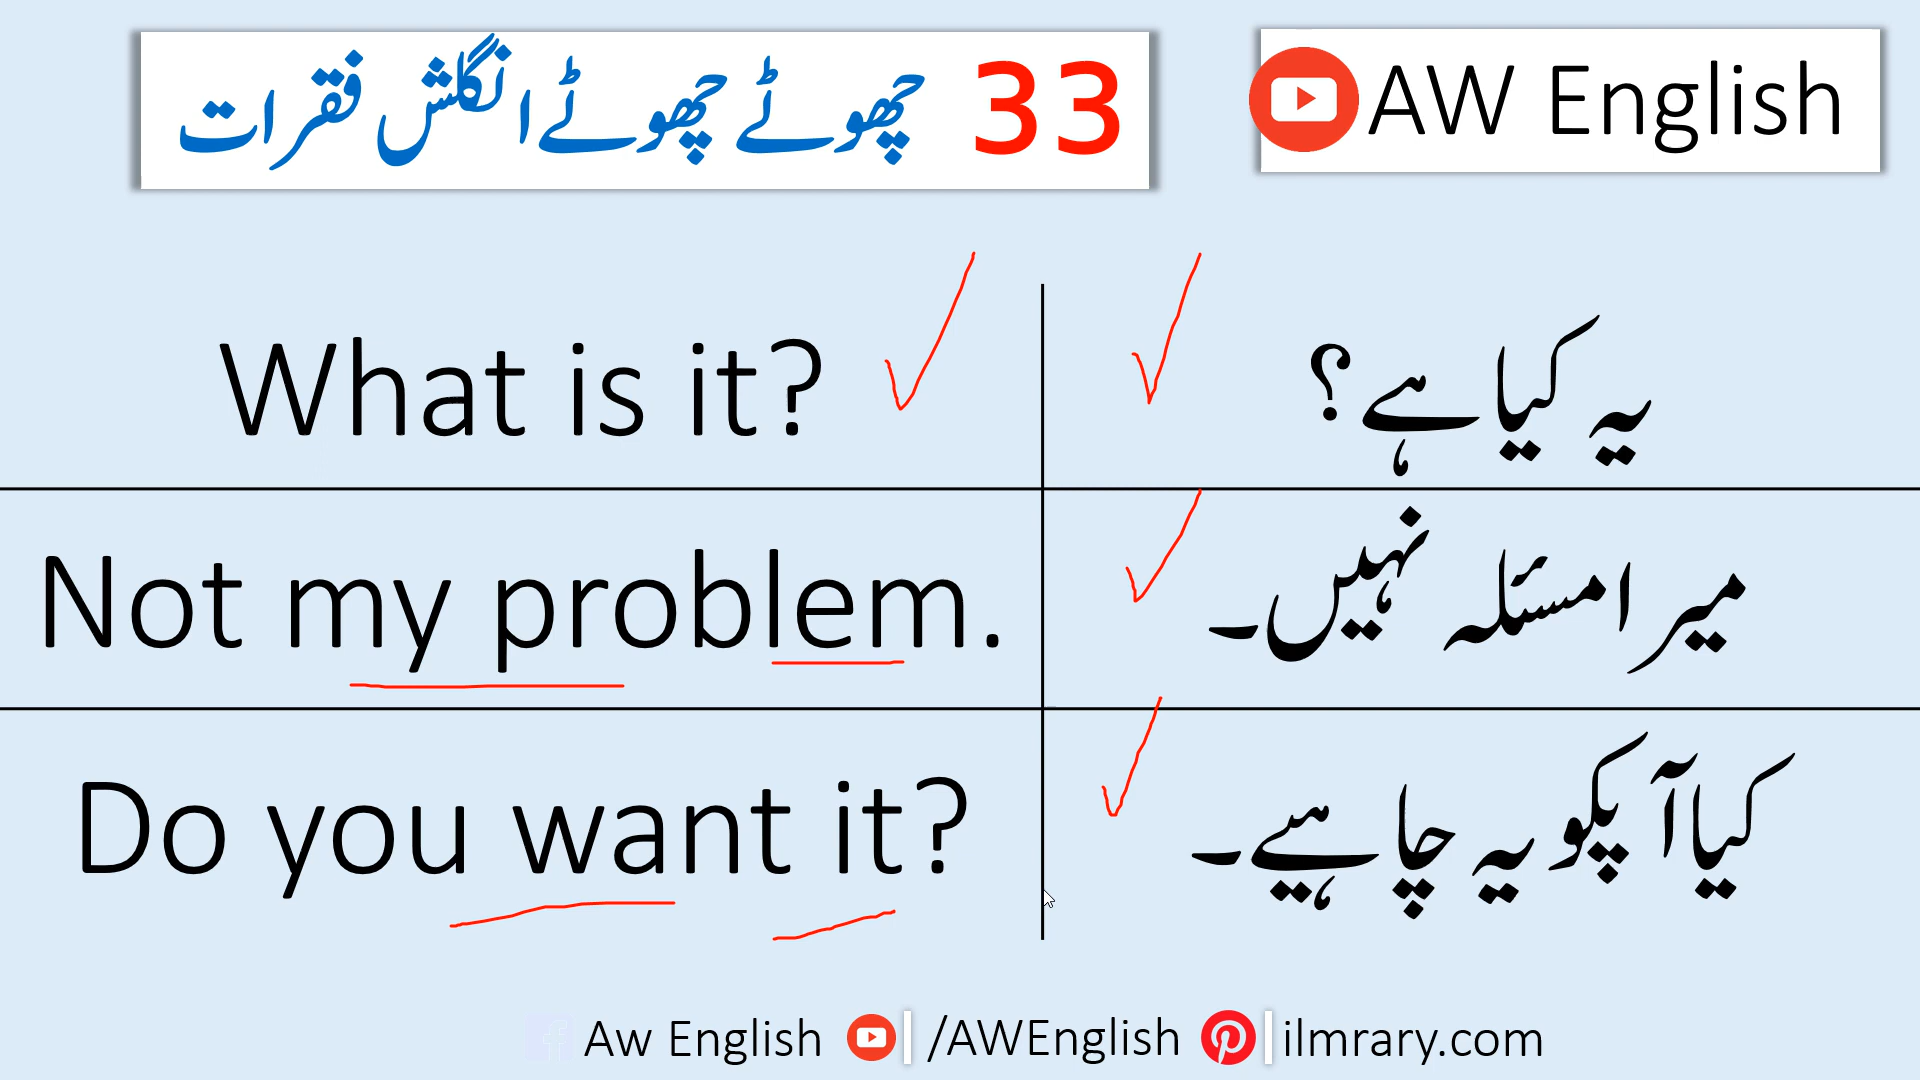 33 چھوٹے چھوٹے انگلش فقرات
AW English
What is it?
یہ کیا ہے؟
Not my problem.
میرا مسئلہ نہیں۔
Do you want it?
کیا آپکو یہ چاہیے۔
Aw English
/AWEnglish
ilmrary.com